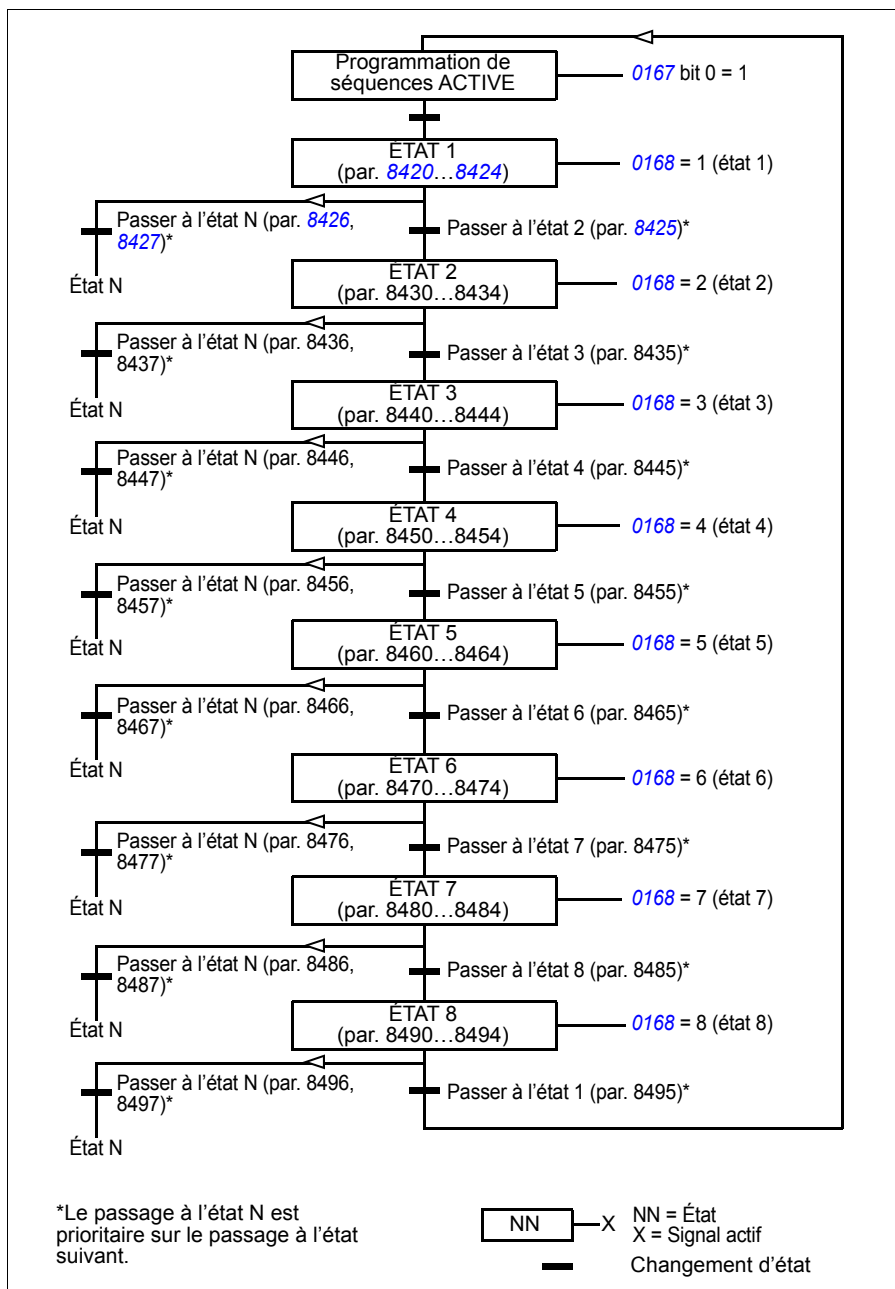 Programmation de
séquences ACTIVE
0167 bit 0 = 1
ÉTAT 1
(par. 8420…8424)
0168 = 1 (état 1)
Passer à l’état N (par. 8426,
8427)*
Passer à l’état 2 (par. 8425)*
État N
ÉTAT 2
(par. 8430…8434)
0168 = 2 (état 2)
Passer à l’état N (par. 8436,
8437)*
Passer à l’état 3 (par. 8435)*
État N
ÉTAT 3
(par. 8440…8444)
0168 = 3 (état 3)
Passer à l’état N (par. 8446,
8447)*
Passer à l’état 4 (par. 8445)*
État N
ÉTAT 4
(par. 8450…8454)
0168 = 4 (état 4)
Passer à l’état N (par. 8456,
8457)*
Passer à l’état 5 (par. 8455)*
État N
ÉTAT 5
(par. 8460…8464)
0168 = 5 (état 5)
Passer à l’état N (par. 8466,
8467)*
Passer à l’état 6 (par. 8465)*
État N
ÉTAT 6
(par. 8470…8474)
0168 = 6 (état 6)
Passer à l’état N (par. 8476,
8477)*
Passer à l’état 7 (par. 8475)*
État N
ÉTAT 7
(par. 8480…8484)
0168 = 7 (état 7)
Passer à l’état N (par. 8486,
8487)*
Passer à l’état 8 (par. 8485)*
État N
ÉTAT 8
(par. 8490…8494)
0168 = 8 (état 8)
Passer à l’état N (par. 8496,
8497)*
Passer à l’état 1 (par. 8495)*
État N
*Le passage à l’état N est
prioritaire sur le passage à l’état
suivant.
NN
X
NN = État
X = Signal actif
Changement d’état